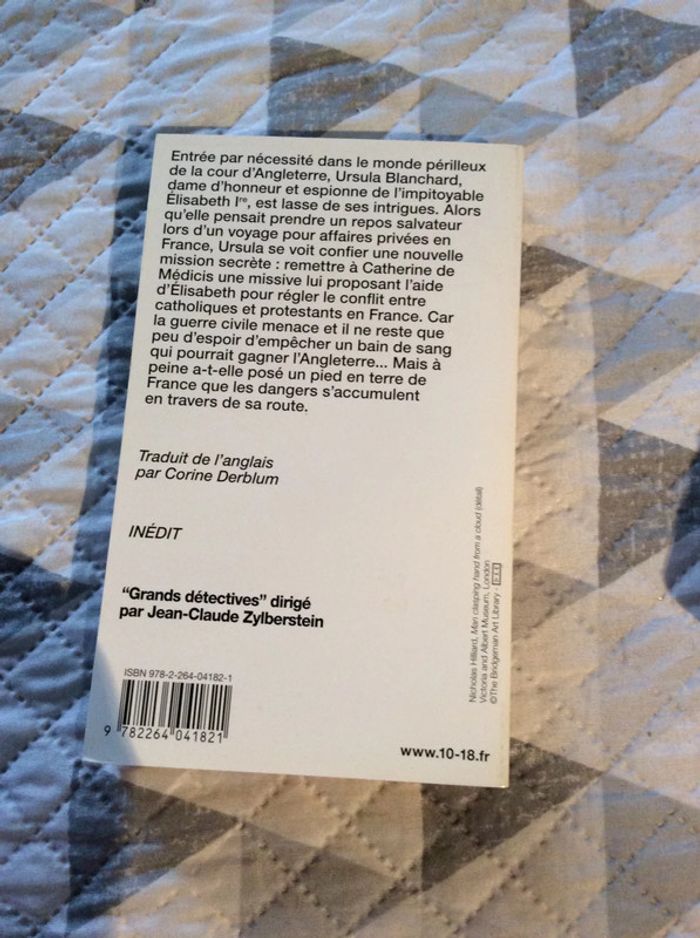 Entrée par nécessité dans le monde périlleux
de la cour d'Angleterre, Ursula Blanchard,
dame d'honneur et espionne de l'impitoyable
Élisabeth Iʳᵉ, est lasse de ses intrigues. Alors
qu'elle pensait prendre un repos salvateur
lors d'un voyage pour affaires privées en
France, Ursula se voit confier une nouvelle
mission secrète : remettre à Catherine de
Médicis une missive lui proposant l'aide
d'Élisabeth pour régler le conflit entre
catholiques et protestants en France. Car
la guerre civile menace et il ne reste que
peu d'espoir d'empêcher un bain de sang
qui pourrait gagner l'Angleterre... Mais à
peine a-t-elle posé un pied en terre de
France que les dangers s'accumulent
en travers de sa route.
Traduit de l'anglais
par Corine Derblum
INÉDIT
"Grands détectives" dirigé
par Jean-Claude Zylberstein
ISBN 978-2-264-04182-1
9 782264 041821
www.10-18.fr
Nicholas Hilliard, Man clasping hand from a cloud (détail)
Victoria and Albert Museum, London
©The Bridgeman Art Library -